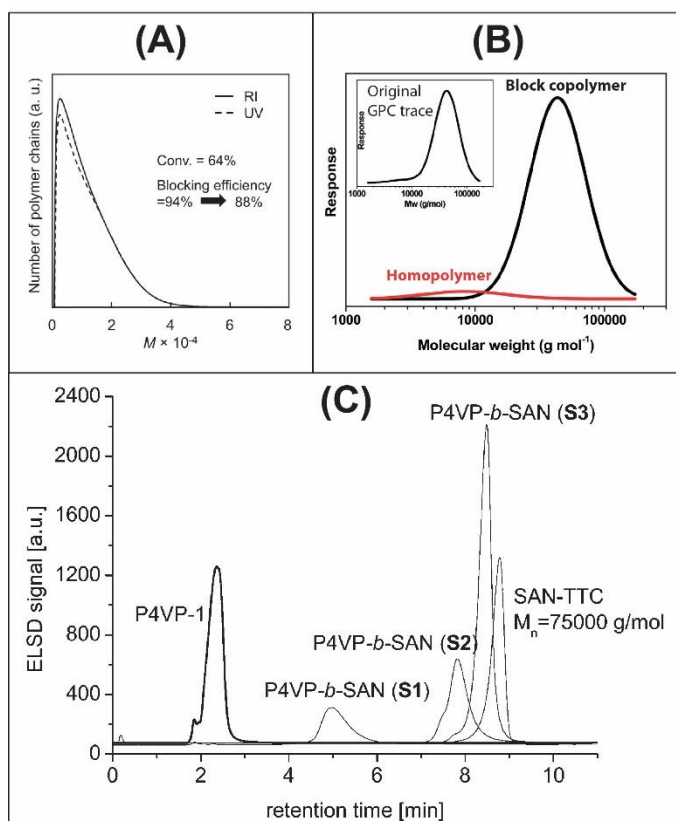 (A)
Number of polymer chains (a. u.)
RI
UV
Conv. = 64%
Blocking efficiency
=94% 88%
0 2 4 6 8
M × 10⁻⁴
(B)
Original
GPC trace
Response
1000 10000 100000
Mw (g/mol)
Block copolymer
Homopolymer
Response
1000 10000 100000
Molecular weight (g mol⁻¹)
(C)
ELSD signal [a.u.]
2400
2200
1800
1200
800
400
0
P4VP-b-SAN (S3)
P4VP-1
SAN-TTC
Mₙ=75000 g/mol
P4VP-b-SAN (S2)
P4VP-b-SAN (S1)
0 2 4 6 8 10
retention time [min]